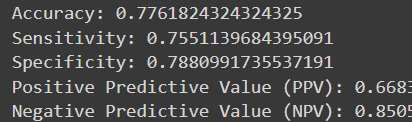 Accuracy: 0.7761824324324325
Sensitivity: 0.7551139684395091
Specificity: 0.7880991735537191
Positive Predictive Value (PPV): 0.6683
Negative Predictive Value (NPV): 0.8505